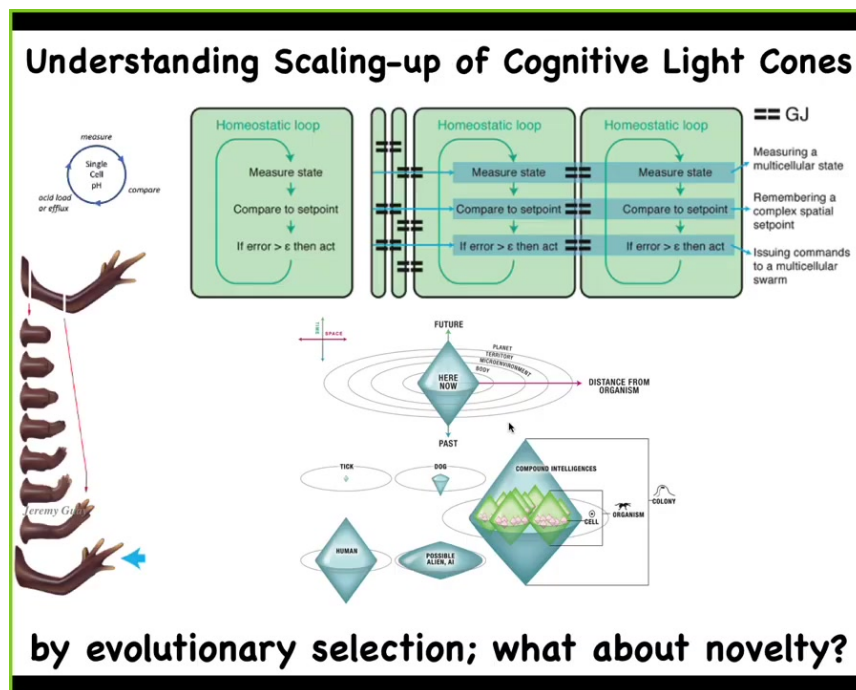 Understanding Scaling-up of Cognitive Light Cones
measure
Single
Cell
pH
compare
acid load
or efflux
Homeostatic loop
Measure state
Compare to setpoint
If error > ε then act
Homeostatic loop
Measure state
Compare to setpoint
If error > ε then act
Homeostatic loop
Measure state
Compare to setpoint
If error > ε then act
GJ
Measuring a
multicellular state
Remembering a
complex spatial
setpoint
Issuing commands
to a multicellular
swarm
TIME
SPACE
FUTURE
PLANET
TERRITORY
MICROENVIRONMENT
BODY
HERE
NOW
DISTANCE FROM
ORGANISM
PAST
TICK
DOG
HUMAN
POSSIBLE
ALIEN, AI
COMPOUND INTELLIGENCES
CELL
ORGANISM
COLONY
Jeremy
by evolutionary selection; what about novelty?